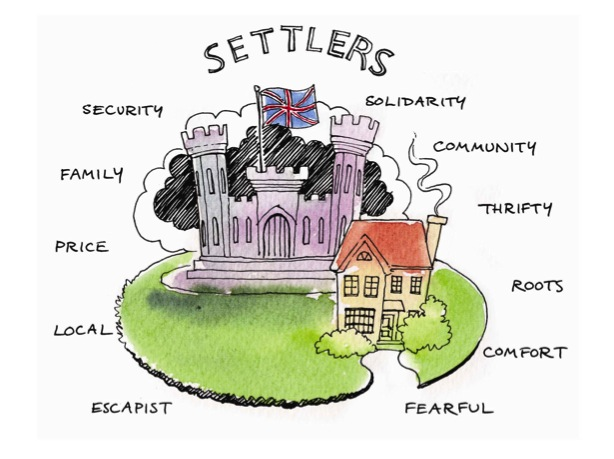 SETTLERS
SECURITY
SOLIDARITY
COMMUNITY
FAMILY
THRIFTY
PRICE
ROOTS
LOCAL
COMFORT
ESCAPIST
FEARFUL